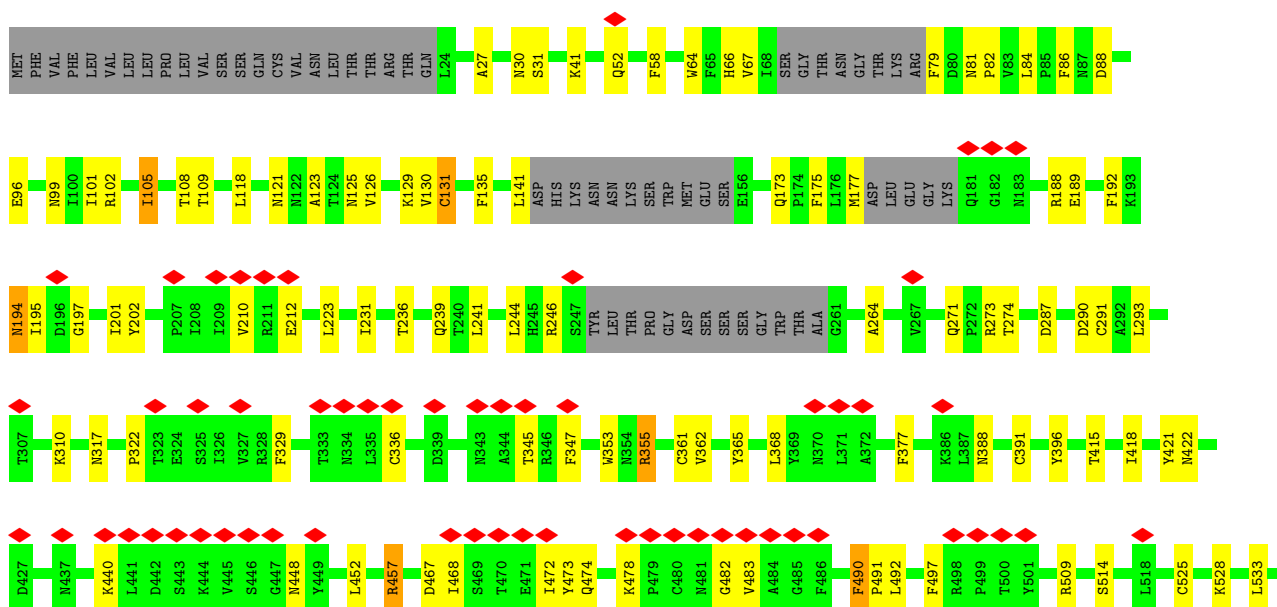 MET PHE VAL PHE LEU VAL LEU LEU PRO LEU VAL SER SER GLN CYS VAL ASN LEU THR THR ARG THR GLN L24 A27 N30 S31 K41 Q52 F58 W64 F65 H66 V67 I68 SER GLY THR ASN GLY THR LYS ARG F79 D80 N81 P82 V83 L84 P85 F86 N87 D88
E96 N99 I100 I101 R102 I105 T108 T109 L118 N121 N122 A123 T124 N125 V126 K129 V130 C131 F135 L141 ASP HIS LYS ASN ASN LYS SER TRP MET GLU SER E156 Q173 P174 F175 L176 M177 ASP LEU GLU GLY LYS Q181 G182 N183 R188 E189 F192 K193
N194 I195 D196 G197 I201 Y202 P207 I208 I209 V210 R211 E212 L223 I231 T236 Q239 T240 L241 L244 H245 R246 S247 TYR LEU THR PRO GLY ASP SER SER SER GLY TRP THR ALA G261 A264 V267 Q271 P272 R273 T274 D287 D290 C291 A292 L293
T307 K310 N317 P322 T323 E324 S325 I326 V327 R328 F329 T333 N334 L335 C336 D339 N343 A344 T345 R346 F347 W353 N354 R355 C361 V362 Y365 L368 Y369 N370 L371 A372 F377 K386 L387 N388 C391 Y396 T415 I418 Y421 N422
D427 N437 K440 L441 D442 S443 K444 V445 S446 G447 N448 Y449 L452 R457 D467 I468 S469 T470 E471 I472 Y473 Q474 K478 P479 C480 N481 G482 V483 A484 G485 F486 F490 P491 L492 F497 R498 P499 T500 Y501 R509 S514 L518 C525 K528 L533